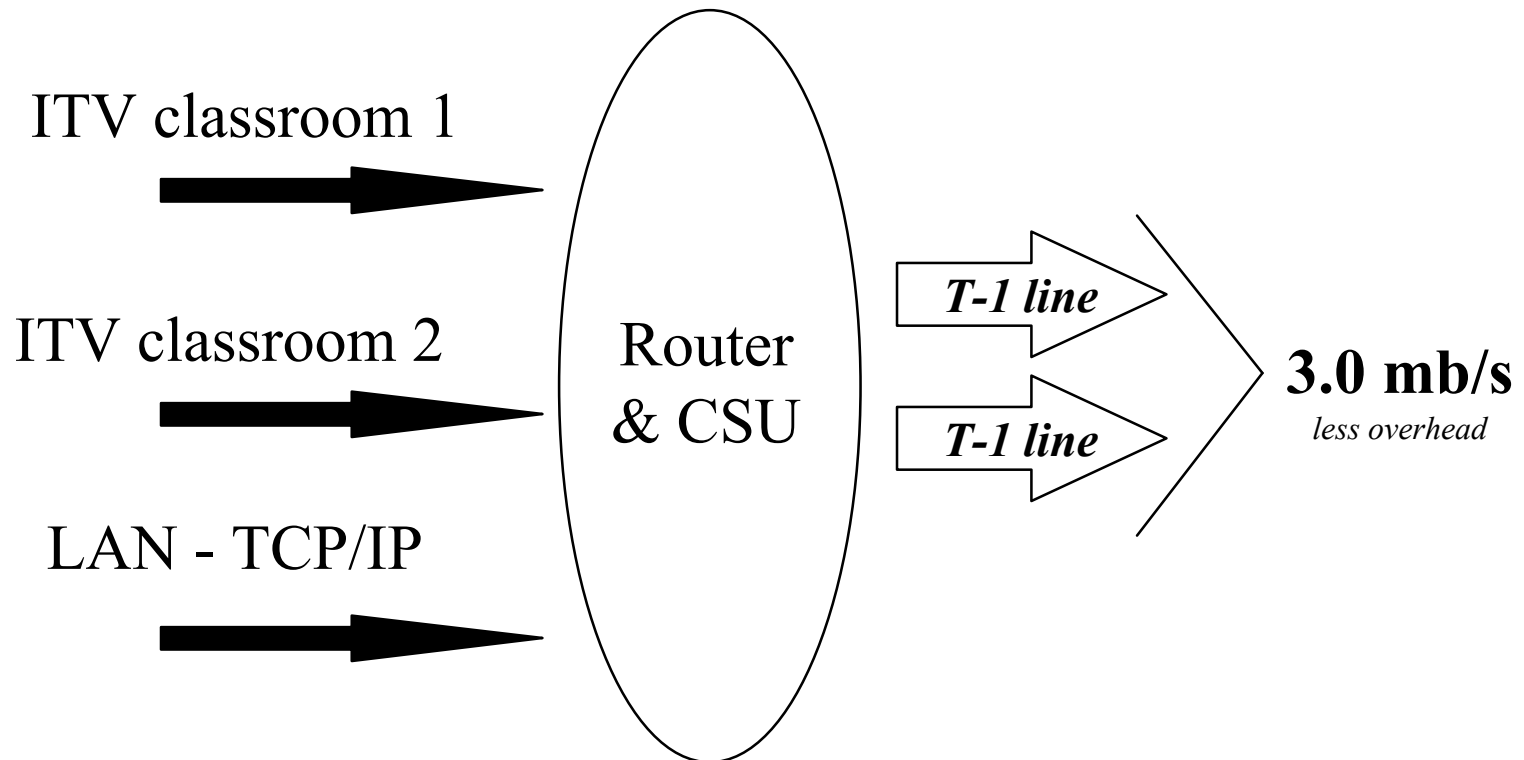 ITV classroom 1
ITV classroom 2
LAN - TCP/IP
Router
& CSU
T-1 line
T-1 line
3.0 mb/s
less overhead